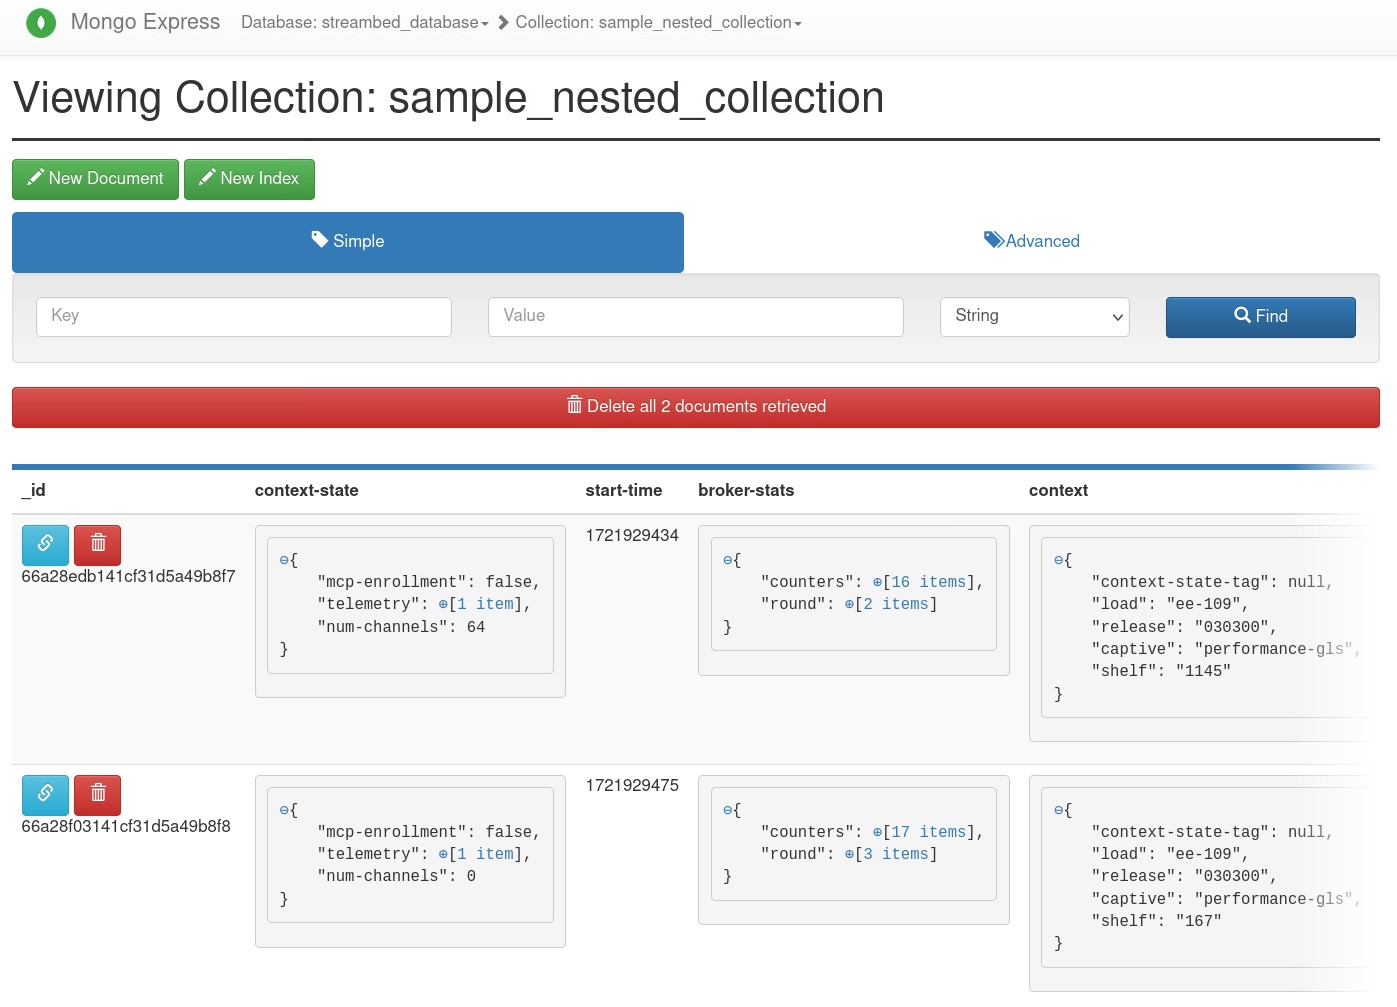 Mongo Express Database: streambed_database Collection: sample_nested_collection
Viewing Collection: sample_nested_collection
New Document New Index
Simple Advanced
Key Value String Find
Delete all 2 documents retrieved
_id context-state start-time broker-stats context
66a28edb141cf31d5a49b8f7
⊖{
"mcp-enrollment": false,
"telemetry": ⊕[1 item],
"num-channels": 64
}
1721929434
⊖{
"counters": ⊕[16 items],
"round": ⊕[2 items]
}
⊖{
"context-state-tag": null,
"load": "ee-109",
"release": "030300",
"captive": "performance-gls",
"shelf": "1145"
}
66a28f03141cf31d5a49b8f8
⊖{
"mcp-enrollment": false,
"telemetry": ⊕[1 item],
"num-channels": 0
}
1721929475
⊖{
"counters": ⊕[17 items],
"round": ⊕[3 items]
}
⊖{
"context-state-tag": null,
"load": "ee-109",
"release": "030300",
"captive": "performance-gls",
"shelf": "167"
}